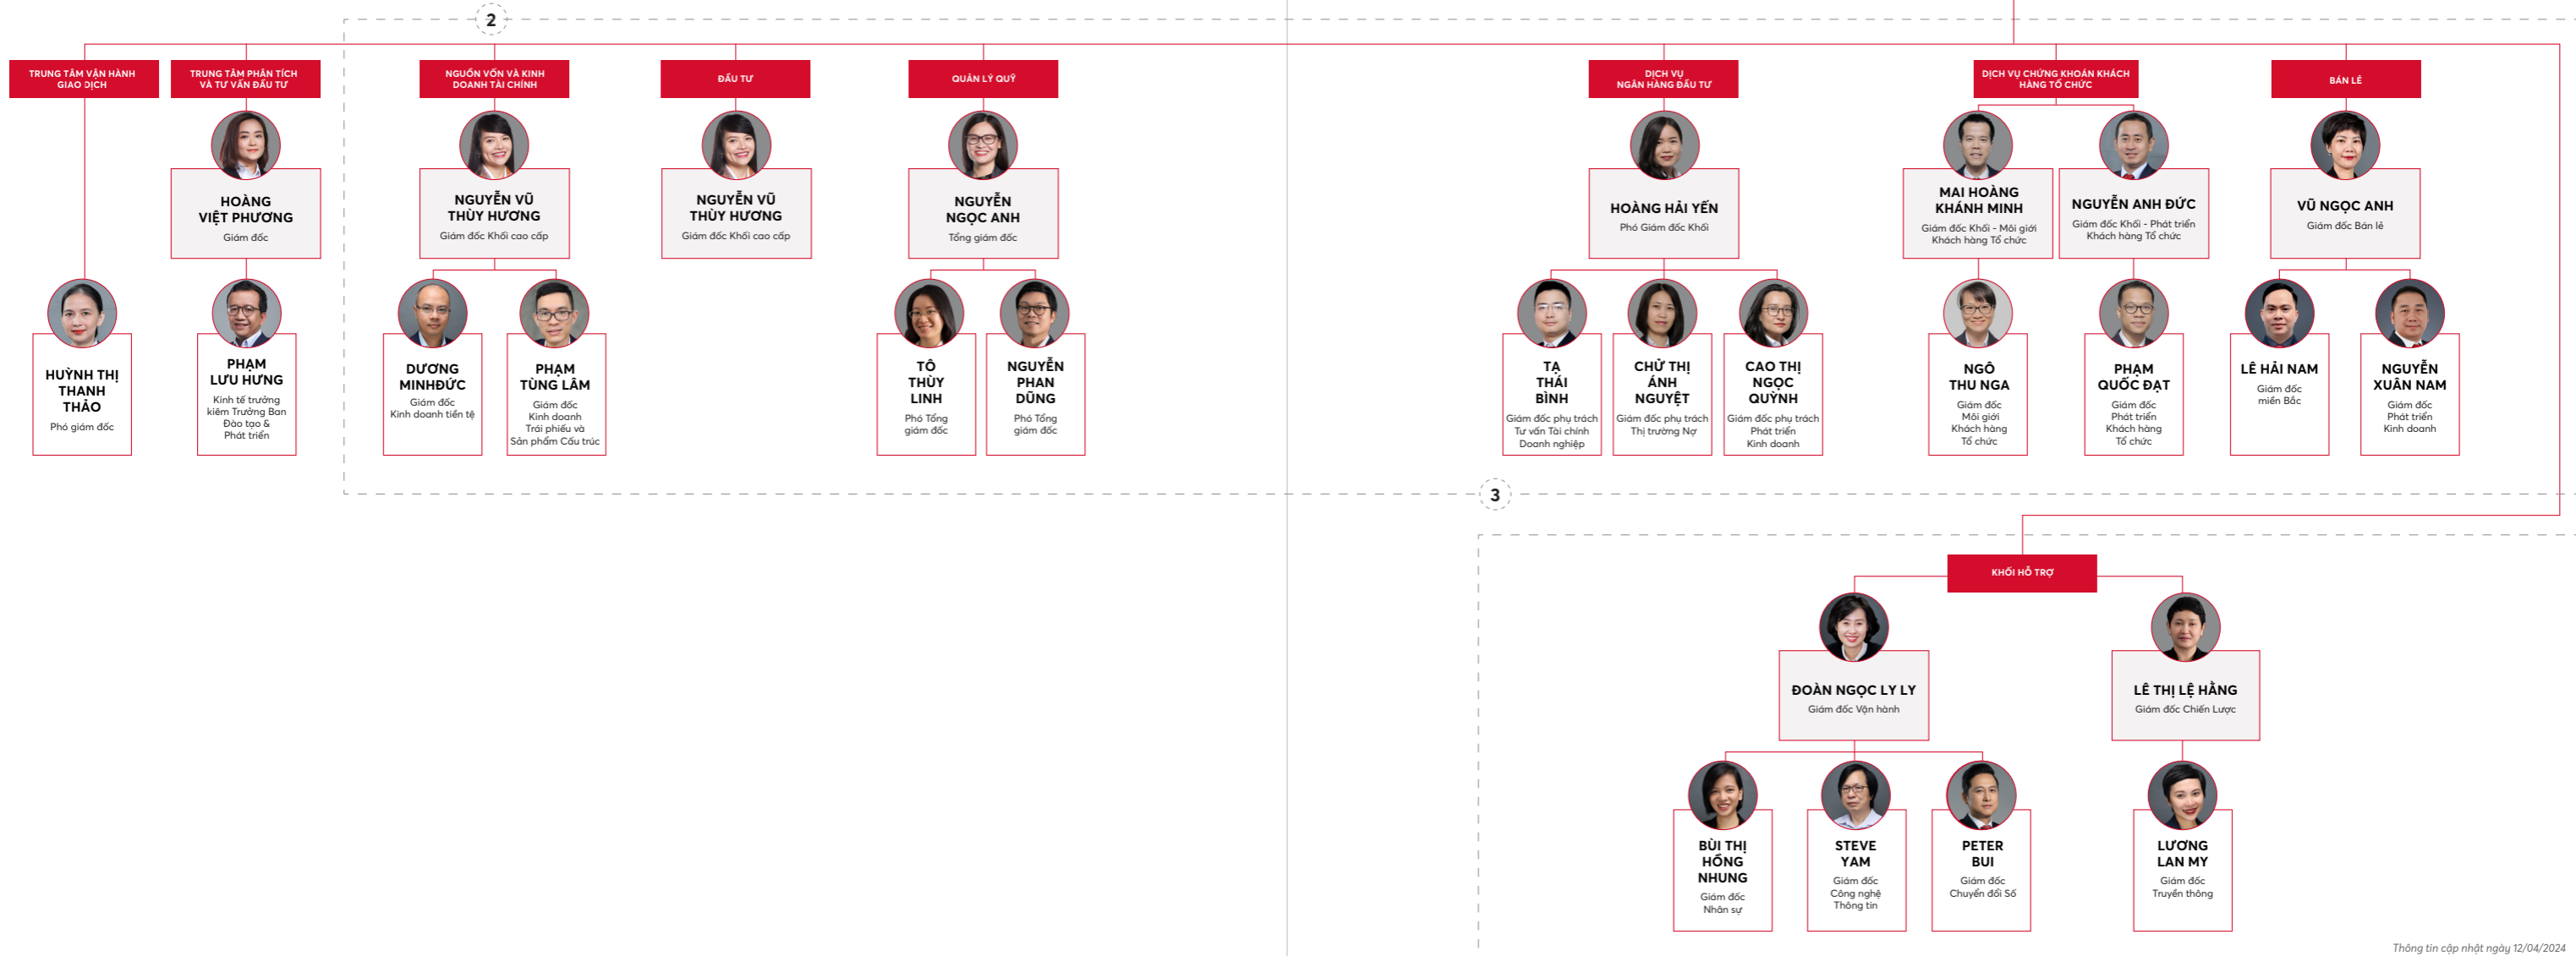 2
TRUNG TÂM VẬN HÀNH
GIAO DỊCH
TRUNG TÂM PHÂN TÍCH
VÀ TƯ VẤN ĐẦU TƯ
NGUỒN VỐN VÀ KINH
DOANH TÀI CHÍNH
ĐẦU TƯ
QUẢN LÝ QUỸ
DỊCH VỤ
NGÂN HÀNG ĐẦU TƯ
DỊCH VỤ CHỨNG KHOÁN KHÁCH
HÀNG TỔ CHỨC
BÁN LẺ
HOÀNG
VIỆT PHƯƠNG
Giám đốc
NGUYỄN VŨ
THÙY HƯƠNG
Giám đốc Khối cao cấp
NGUYỄN VŨ
THÙY HƯƠNG
Giám đốc Khối cao cấp
NGUYỄN
NGỌC ANH
Tổng giám đốc
HOÀNG HẢI YẾN
Phó Giám đốc Khối
MAI HOÀNG
KHÁNH MINH
Giám đốc Khối - Môi giới
Khách hàng Tổ chức
NGUYỄN ANH ĐỨC
Giám đốc Khối - Phát triển
Khách hàng Tổ chức
VŨ NGỌC ANH
Giám đốc Bán lẻ
HUỲNH THỊ
THANH
THẢO
Phó giám đốc
PHẠM
LƯU HƯNG
Kinh tế trưởng
kiêm Trưởng Ban
Đào tạo &
Phát triển
DƯƠNG
MINHĐỨC
Giám đốc
Kinh doanh tiền tệ
PHẠM
TÙNG LÂM
Giám đốc
Kinh doanh
Trái phiếu và
Sản phẩm Cấu trúc
TÔ
THÙY
LINH
Phó Tổng
giám đốc
NGUYỄN
PHAN
DŨNG
Phó Tổng
giám đốc
TẠ
THÁI
BÌNH
Giám đốc phụ trách
Tư vấn Tài chính
Doanh nghiệp
CHỬ THỊ
ÁNH
NGUYỆT
Giám đốc phụ trách
Thị trường Nợ
CAO THỊ
NGỌC
QUỲNH
Giám đốc phụ trách
Phát triển
Kinh doanh
NGÔ
THU NGA
Giám đốc
Môi giới
Khách hàng
Tổ chức
PHẠM
QUỐC ĐẠT
Giám đốc
Phát triển
Khách hàng
Tổ chức
LÊ HẢI NAM
Giám đốc
miền Bắc
NGUYỄN
XUÂN NAM
Giám đốc
Phát triển
Kinh doanh
3
KHỐI HỖ TRỢ
ĐOÀN NGỌC LY LY
Giám đốc Vận hành
LÊ THỊ LỆ HẰNG
Giám đốc Chiến Lược
BÙI THỊ
HỒNG
NHUNG
Giám đốc
Nhân sự
STEVE
YAM
Giám đốc
Công nghệ
Thông tin
PETER
BUI
Giám đốc
Chuyển đổi Số
LƯƠNG
LAN MY
Giám đốc
Truyền thông
Thông tin cập nhật ngày 12/04/2024